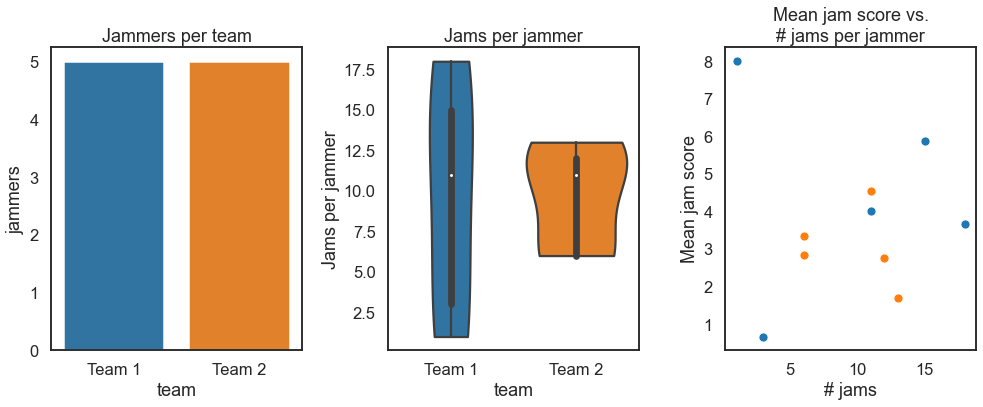 Jammers per team
jammers
5
4
3
2
1
0
Team 1 Team 2
team
Jams per jammer
Jams per jammer
17.5
15.0
12.5
10.0
7.5
5.0
2.5
Team 1 Team 2
team
Mean jam score vs.
# jams per jammer
Mean jam score
8
7
6
5
4
3
2
1
5 10 15
# jams